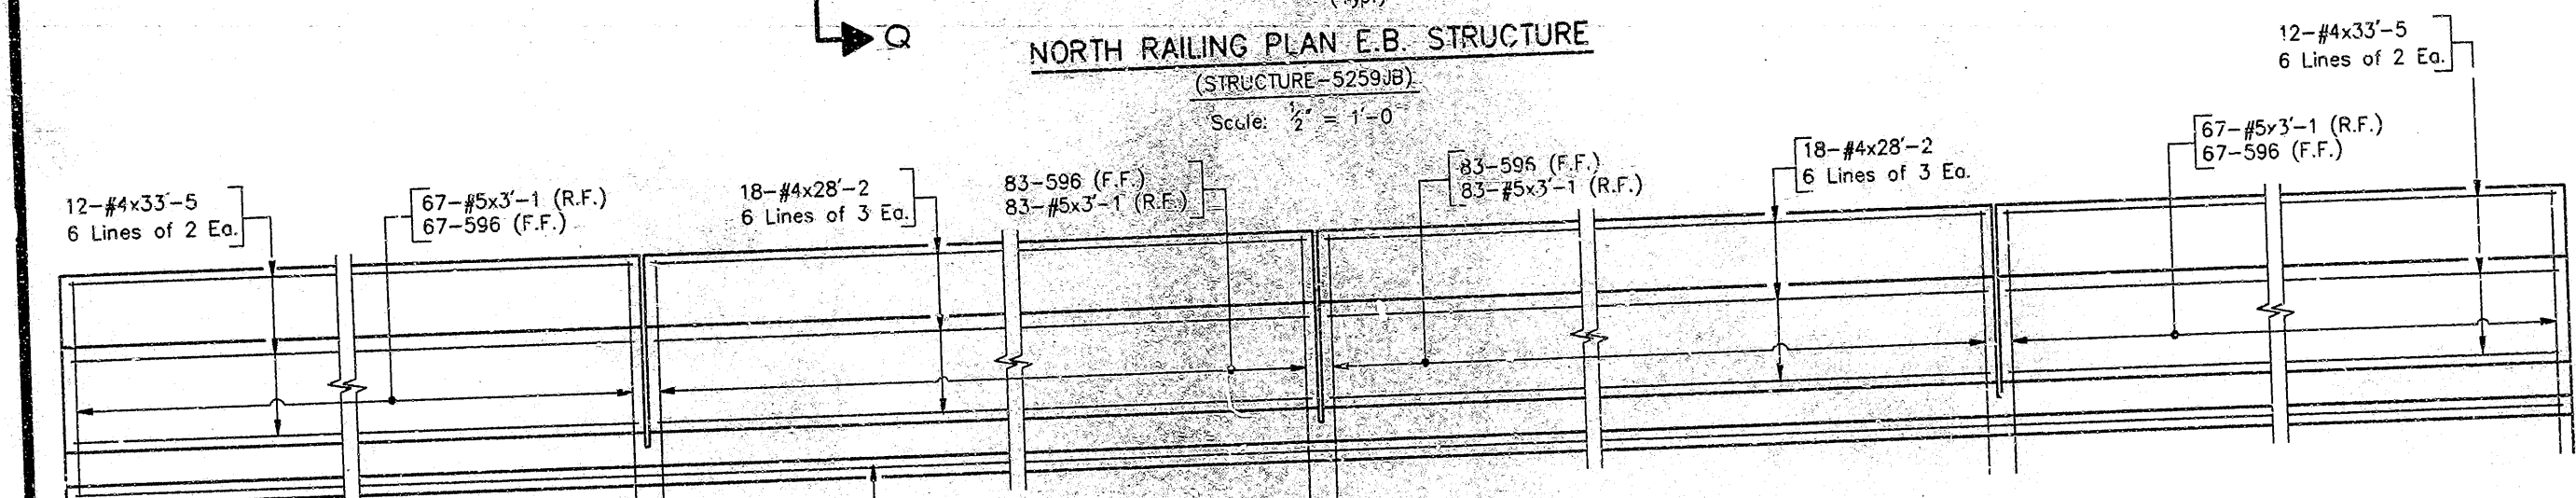 (Typ.)
Q
NORTH RAILING PLAN E.B. STRUCTURE
(STRUCTURE-5259JB)
Scale: 1/2" = 1'-0
12-#4x33'-5
6 Lines of 2 Ea.
67-#5x3'-1 (R.F.)
67-596 (F.F.)
18-#4x28'-2
6 Lines of 3 Ea.
83-596 (F.F.)
83-#5x3'-1 (R.F.)
83-596 (F.F.)
83-#5x3'-1 (R.F.)
18-#4x28'-2
6 Lines of 3 Ea.
67-#5x3'-1 (R.F.)
67-596 (F.F.)
12-#4x33'-5
6 Lines of 2 Ea.